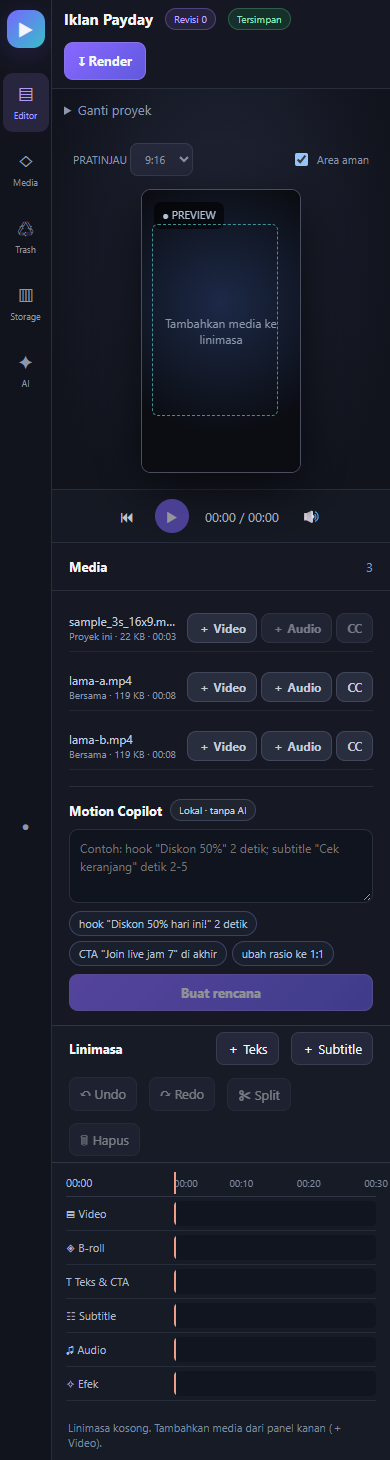 Iklan Payday Revisi 0 Tersimpan
↧ Render
Editor
Media
Trash
Storage
AI
▶ Ganti proyek
PRATINJAU 9:16 Area aman
● PREVIEW
Tambahkan media ke
linimasa
00:00 / 00:00
Media 3
sample_3s_16x9.m... + Video + Audio CC
Proyek ini · 22 KB · 00:03
lama-a.mp4 + Video + Audio CC
Bersama · 119 KB · 00:08
lama-b.mp4 + Video + Audio CC
Bersama · 119 KB · 00:08
Motion Copilot Lokal · tanpa AI
Contoh: hook "Diskon 50%" 2 detik; subtitle "Cek
keranjang" detik 2-5
hook "Diskon 50% hari ini!" 2 detik
CTA "Join live jam 7" di akhir ubah rasio ke 1:1
Buat rencana
Linimasa + Teks + Subtitle
Undo Redo Split
Hapus
00:00 00:00 00:10 00:20 00:30
Video
B-roll
T Teks & CTA
Subtitle
Audio
Efek
Linimasa kosong. Tambahkan media dari panel kanan (+
Video).